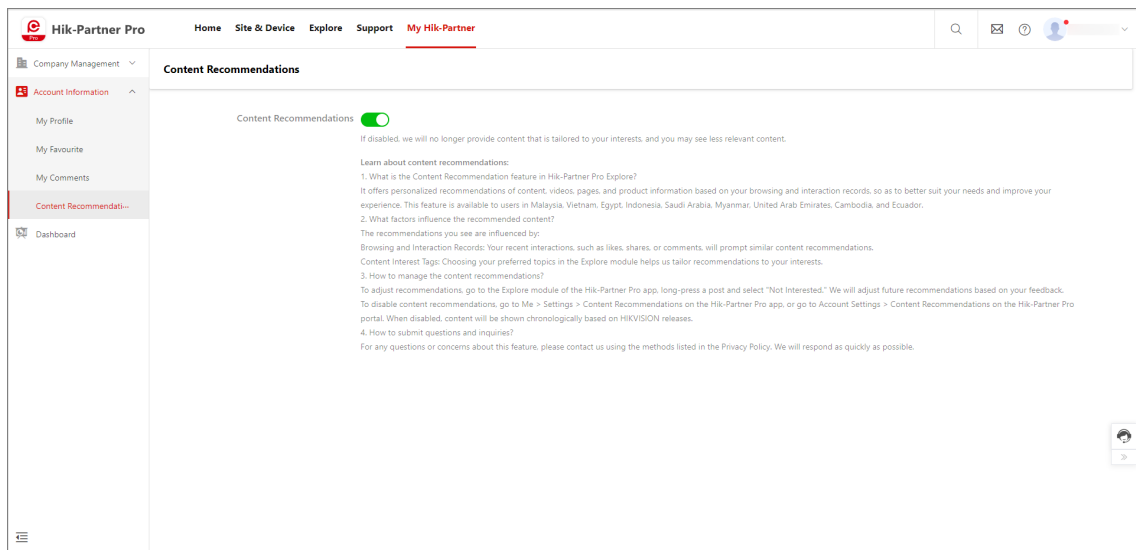 Hik-Partner Pro
Pro
Home Site & Device Explore Support My Hik-Partner
Company Management
Account Information
My Profile
My Favourite
My Comments
Content Recommendati...
Dashboard
Content Recommendations
Content Recommendations
If disabled, we will no longer provide content that is tailored to your interests, and you may see less relevant content.
Learn about content recommendations:
1. What is the Content Recommendation feature in Hik-Partner Pro Explore?
It offers personalized recommendations of content, videos, pages, and product information based on your browsing and interaction records, so as to better suit your needs and improve your
experience. This feature is available to users in Malaysia, Vietnam, Egypt, Indonesia, Saudi Arabia, Myanmar, United Arab Emirates, Cambodia, and Ecuador.
2. What factors influence the recommended content?
The recommendations you see are influenced by:
Browsing and Interaction Records: Your recent interactions, such as likes, shares, or comments, will prompt similar content recommendations.
Content Interest Tags: Choosing your preferred topics in the Explore module helps us tailor recommendations to your interests.
3. How to manage the content recommendations?
To adjust recommendations, go to the Explore module of the Hik-Partner Pro app, long-press a post and select "Not Interested." We will adjust future recommendations based on your feedback.
To disable content recommendations, go to Me > Settings > Content Recommendations on the Hik-Partner Pro app, or go to Account Settings > Content Recommendations on the Hik-Partner Pro
portal. When disabled, content will be shown chronologically based on HIKVISION releases.
4. How to submit questions and inquiries?
For any questions or concerns about this feature, please contact us using the methods listed in the Privacy Policy. We will respond as quickly as possible.